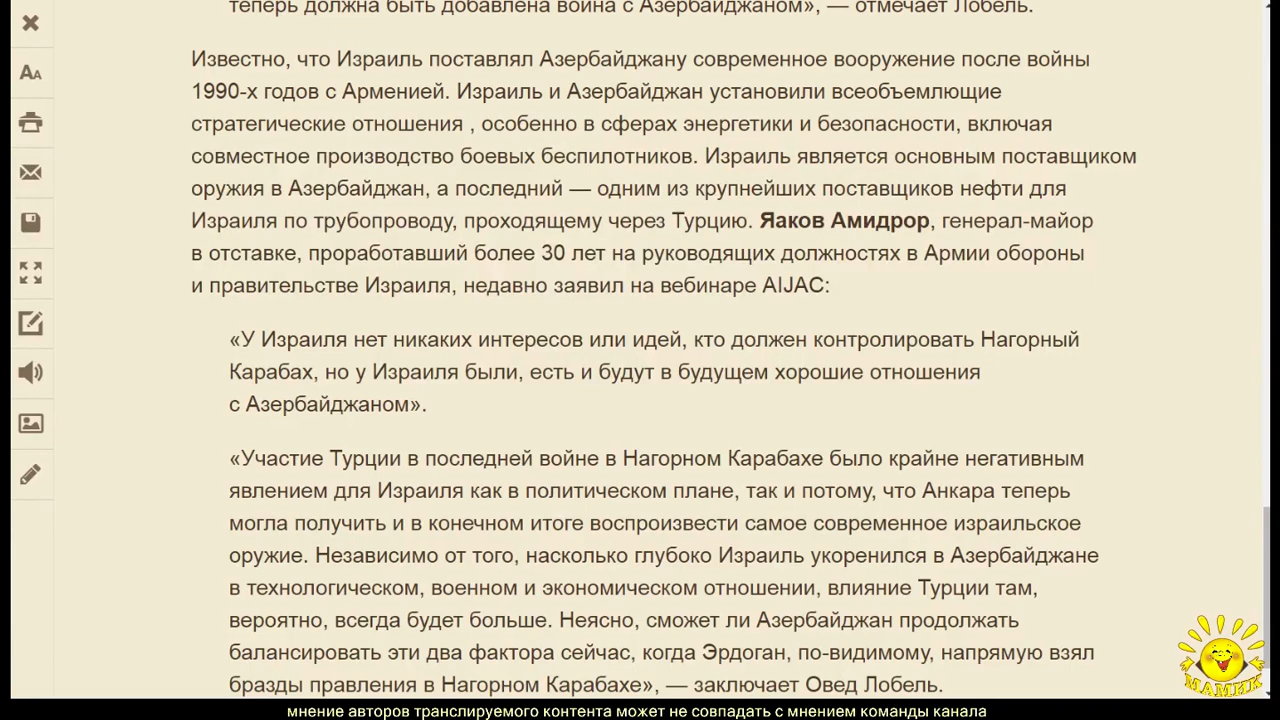 теперь должна быть добавлена война с Азербайджаном», — отмечает Лобель.
Известно, что Израиль поставлял Азербайджану современное вооружение после войны
1990-х годов с Арменией. Израиль и Азербайджан установили всеобъемлющие
стратегические отношения , особенно в сферах энергетики и безопасности, включая
совместное производство боевых беспилотников. Израиль является основным поставщиком
оружия в Азербайджан, а последний — одним из крупнейших поставщиков нефти для
Израиля по трубопроводу, проходящему через Турцию. Яаков Амидрор, генерал-майор
в отставке, проработавший более 30 лет на руководящих должностях в Армии обороны
и правительстве Израиля, недавно заявил на вебинаре AIJAC:
«У Израиля нет никаких интересов или идей, кто должен контролировать Нагорный
Карабах, но у Израиля были, есть и будут в будущем хорошие отношения
с Азербайджаном».
«Участие Турции в последней войне в Нагорном Карабахе было крайне негативным
явлением для Израиля как в политическом плане, так и потому, что Анкара теперь
могла получить и в конечном итоге воспроизвести самое современное израильское
оружие. Независимо от того, насколько глубоко Израиль укоренился в Азербайджане
в технологическом, военном и экономическом отношении, влияние Турции там,
вероятно, всегда будет больше. Неясно, сможет ли Азербайджан продолжать
балансировать эти два фактора сейчас, когда Эрдоган, по-видимому, напрямую взял
бразды правления в Нагорном Карабахе», — заключает Овед Лобель.
МАМИК
мнение авторов транслируемого контента может не совпадать с мнением команды канала